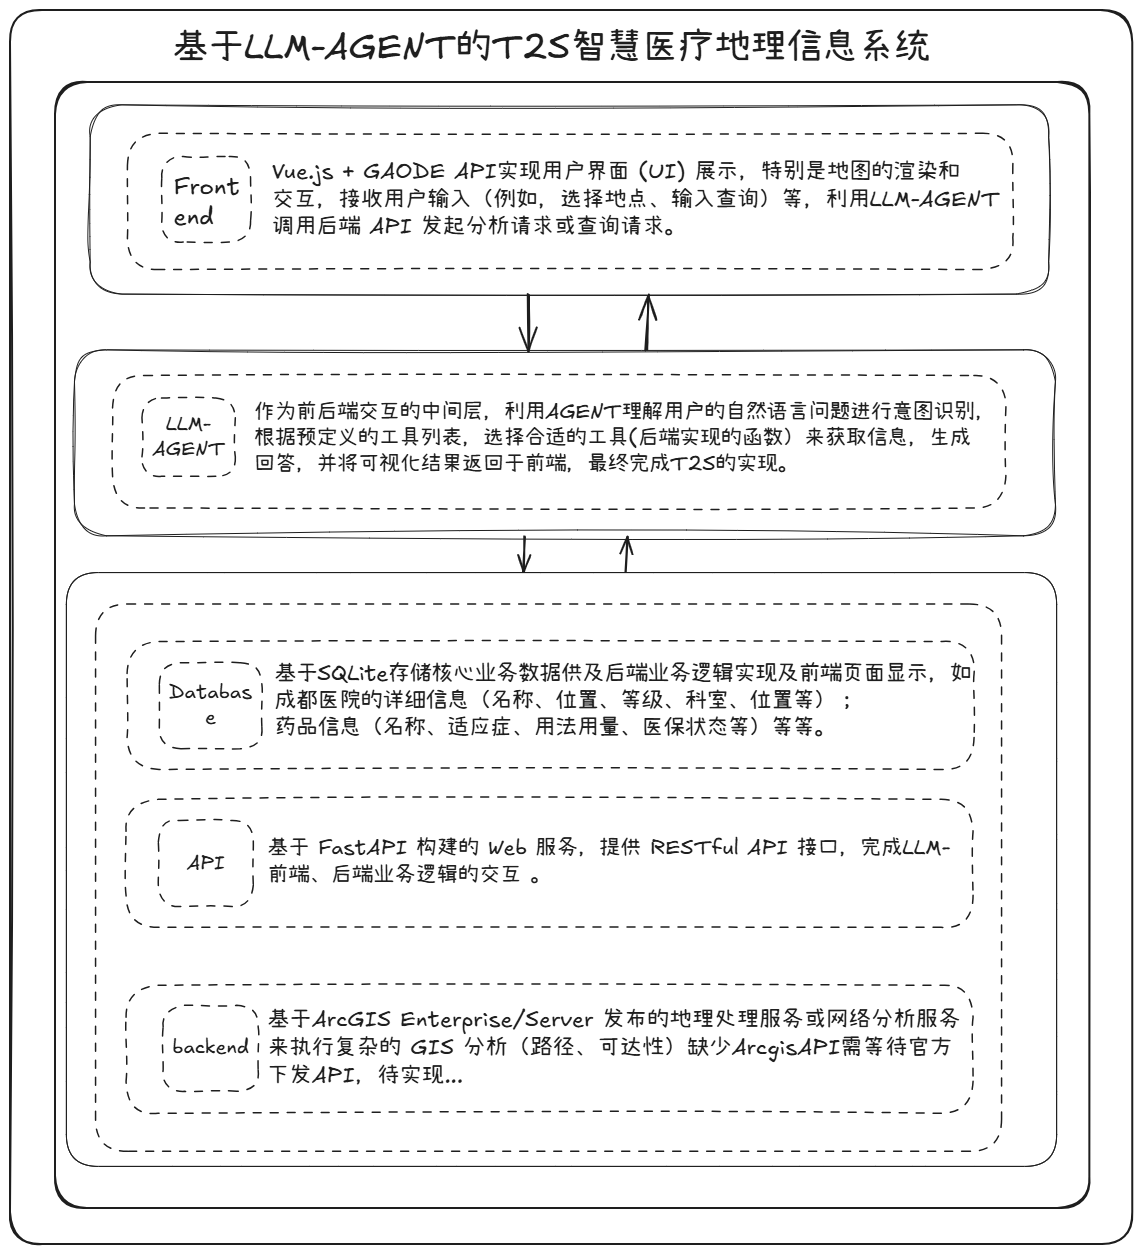 基于LLM-AGENT的T2S智慧医疗地理信息系统
Front
end
Vue.js + GAODE API实现用户界面 (UI) 展示，特别是地图的渲染和
交互，接收用户输入（例如，选择地点、输入查询）等，利用LLM-AGENT
调用后端 API 发起分析请求或查询请求。
LLM-
AGENT
作为前后端交互的中间层，利用AGENT理解用户的自然语言问题进行意图识别，
根据预定义的工具列表，选择合适的工具(后端实现的函数）来获取信息，生成
回答，并将可视化结果返回于前端，最终完成T2S的实现。
Databas
e
基于SQLite存储核心业务数据供及后端业务逻辑实现及前端页面显示，如
成都医院的详细信息（名称、位置、等级、科室、位置等）；
药品信息（名称、适应症、用法用量、医保状态等）等等。
API
基于 FastAPI 构建的 Web 服务，提供 RESTful API 接口，完成LLM-
前端、后端业务逻辑的交互 。
backend
基于ArcGIS Enterprise/Server 发布的地理处理服务或网络分析服务
来执行复杂的 GIS 分析（路径、可达性）缺少ArcgisAPI需等待官方
下发API，待实现...